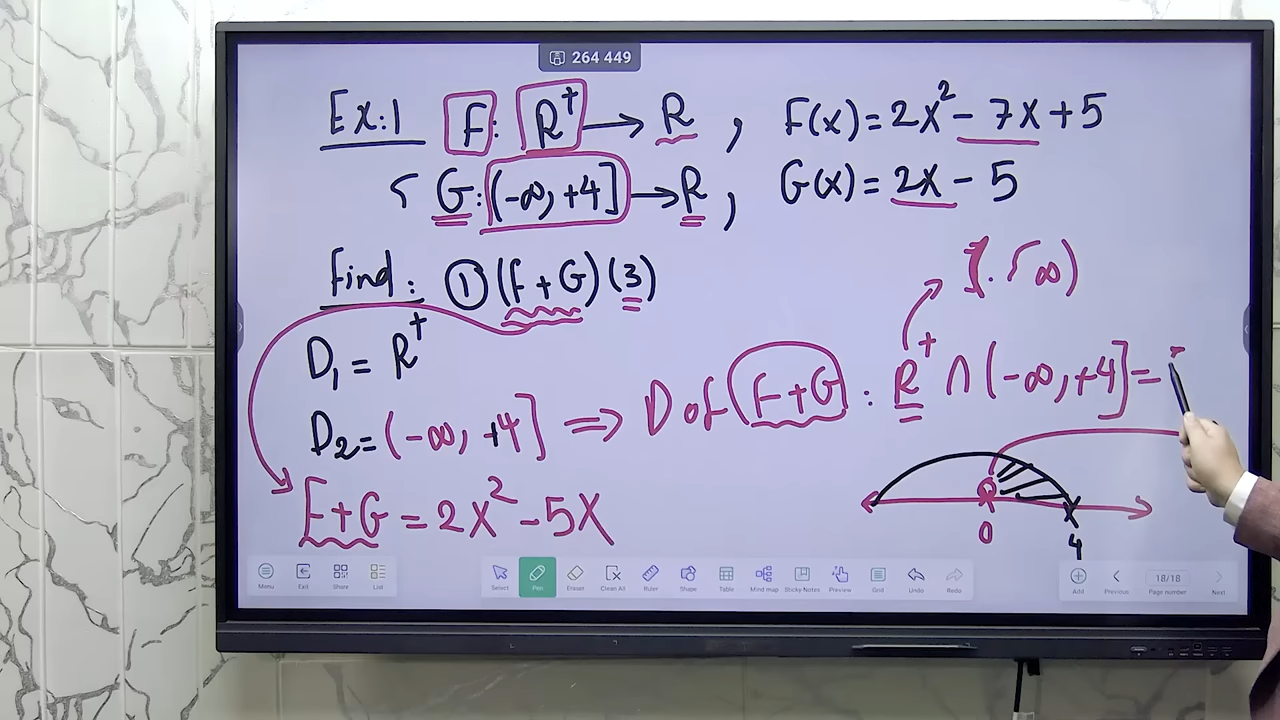 264 449
Ex:1 F: R⁺ → R , F(x) = 2x² - 7x + 5
G: (-∞, +4] → R , G(x) = 2x - 5
Find: ① (F+G)(3)
∞)
D₁ = R⁺
D₂ = (-∞, +4] ⇒ D of (F+G) : R⁺ ∩ (-∞, +4] =
F+G = 2x² - 5x
0 4
Menu Exit Share List Select Pen Eraser Clean All Ruler Shape Table Mind map Sticky-Notes Preview Grid Undo Redo Add Previous 18/18 Page number Next